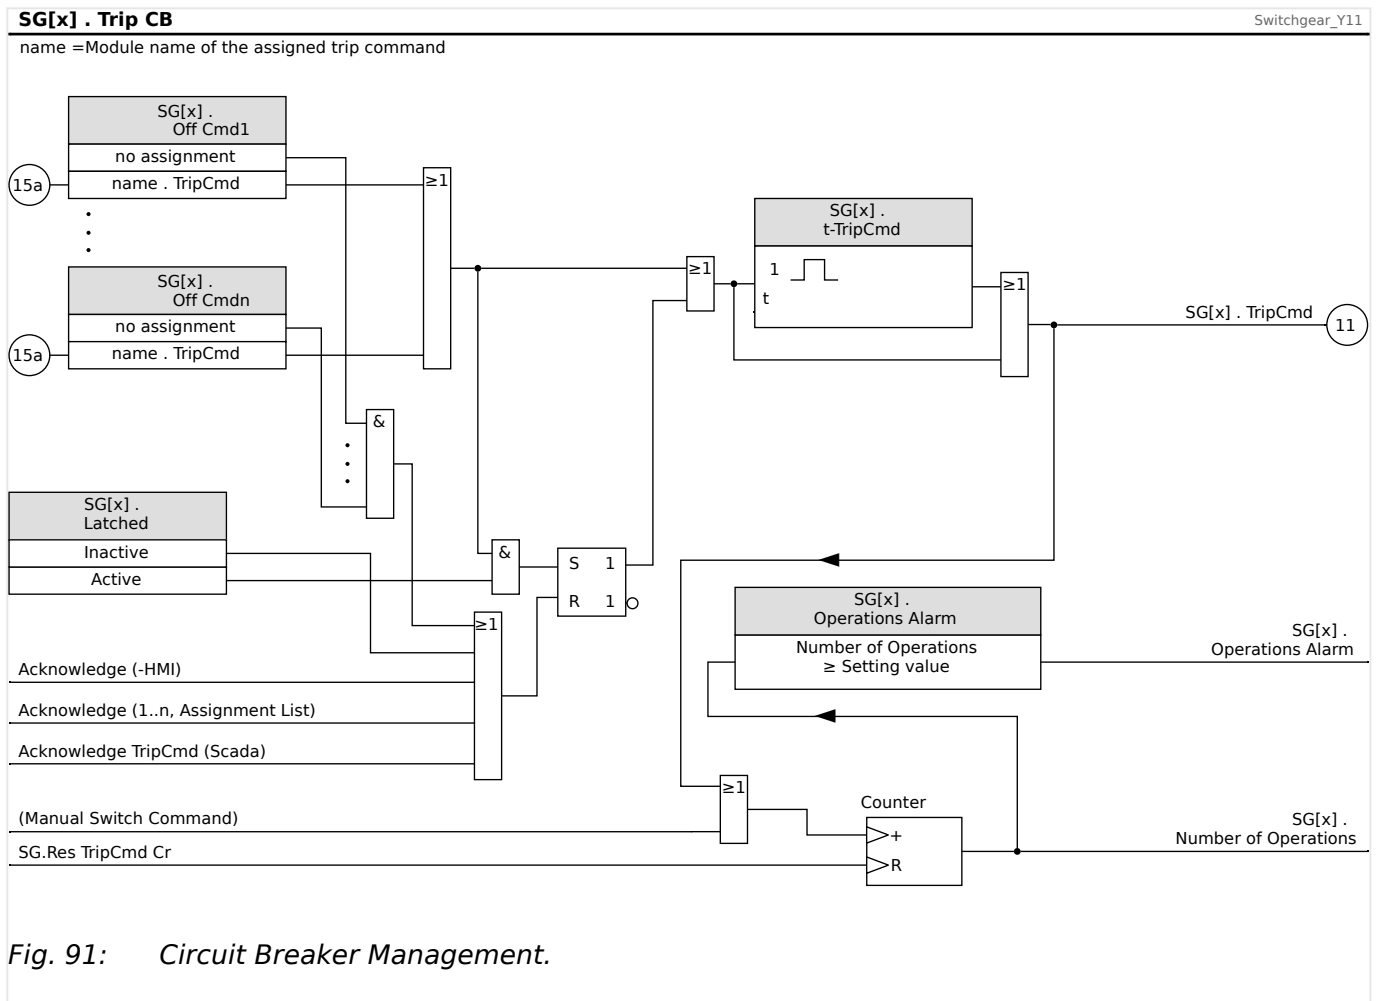 SG[x] . Trip CB
Switchgear_Y11
name =Module name of the assigned trip command
SG[x] .
Off Cmd1
no assignment
15a
name . TripCmd
≥1
SG[x] .
t-TripCmd
SG[x] .
Off Cmdn
≥1
1
t
≥1
SG[x] . TripCmd
11
no assignment
15a
name . TripCmd
&
SG[x] .
Latched
Inactive
Active
&
S 1
R 1
≥1
SG[x] .
Operations Alarm
Number of Operations
≥ Setting value
SG[x] .
Operations Alarm
Acknowledge (-HMI)
Acknowledge (1..n, Assignment List)
Acknowledge TripCmd (Scada)
≥1
Counter
(Manual Switch Command)
+
SG[x] .
Number of Operations
SG.Res TripCmd Cr
R
Fig. 91: Circuit Breaker Management.